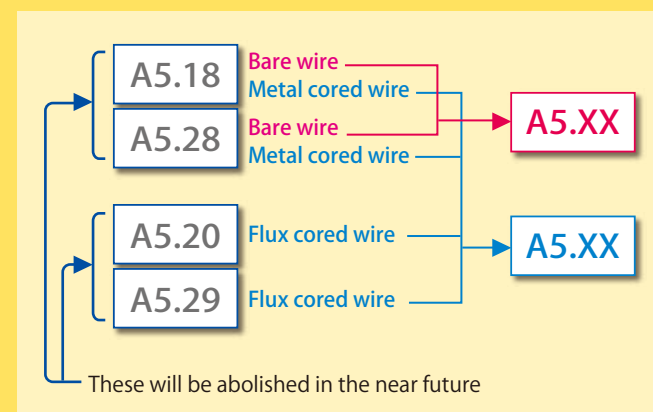 A5.18
Bare wire
Metal cored wire
A5.28
Bare wire
Metal cored wire
A5.XX
A5.20
Flux cored wire
A5.XX
A5.29
Flux cored wire
These will be abolished in the near future